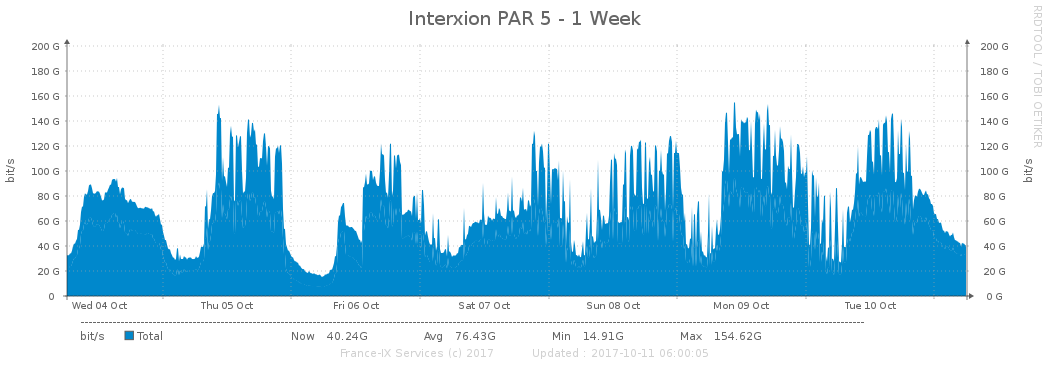 Interxion PAR 5 - 1 Week
RRDTOOL / TOBI OETIKER
200 G 200 G
180 G 180 G
160 G 160 G
140 G 140 G
120 G 120 G
100 G 100 G
80 G 80 G
60 G 60 G
40 G 40 G
20 G 20 G
0 0 G
bit/s bit/s
Wed 04 Oct Thu 05 Oct Fri 06 Oct Sat 07 Oct Sun 08 Oct Mon 09 Oct Tue 10 Oct
bit/s Total Now 40.24G Avg 76.43G Min 14.91G Max 154.62G
France-IX Services (c) 2017 Updated : 2017-10-11 06:00:05